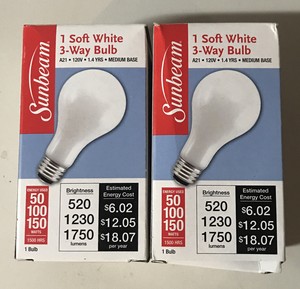 Sunbeam
1 Soft White
3-Way Bulb
A21 • 120V • 1.4 YRS • MEDIUM BASE
ENERGY USED
50
100
150
WATTS
1500 HRS
Brightness
520
1230
1750
lumens
Estimated
Energy Cost
$6.02
$12.05
$18.07
per year
1 Bulb
Sunbeam
1 Soft White
3-Way Bulb
A21 • 120V • 1.4 YRS • MEDIUM BASE
ENERGY USED
50
100
150
WATTS
1500 HRS
Brightness
520
1230
1750
lumens
Estimated
Energy Cost
$6.02
$12.05
$18.07
per year
1 Bulb